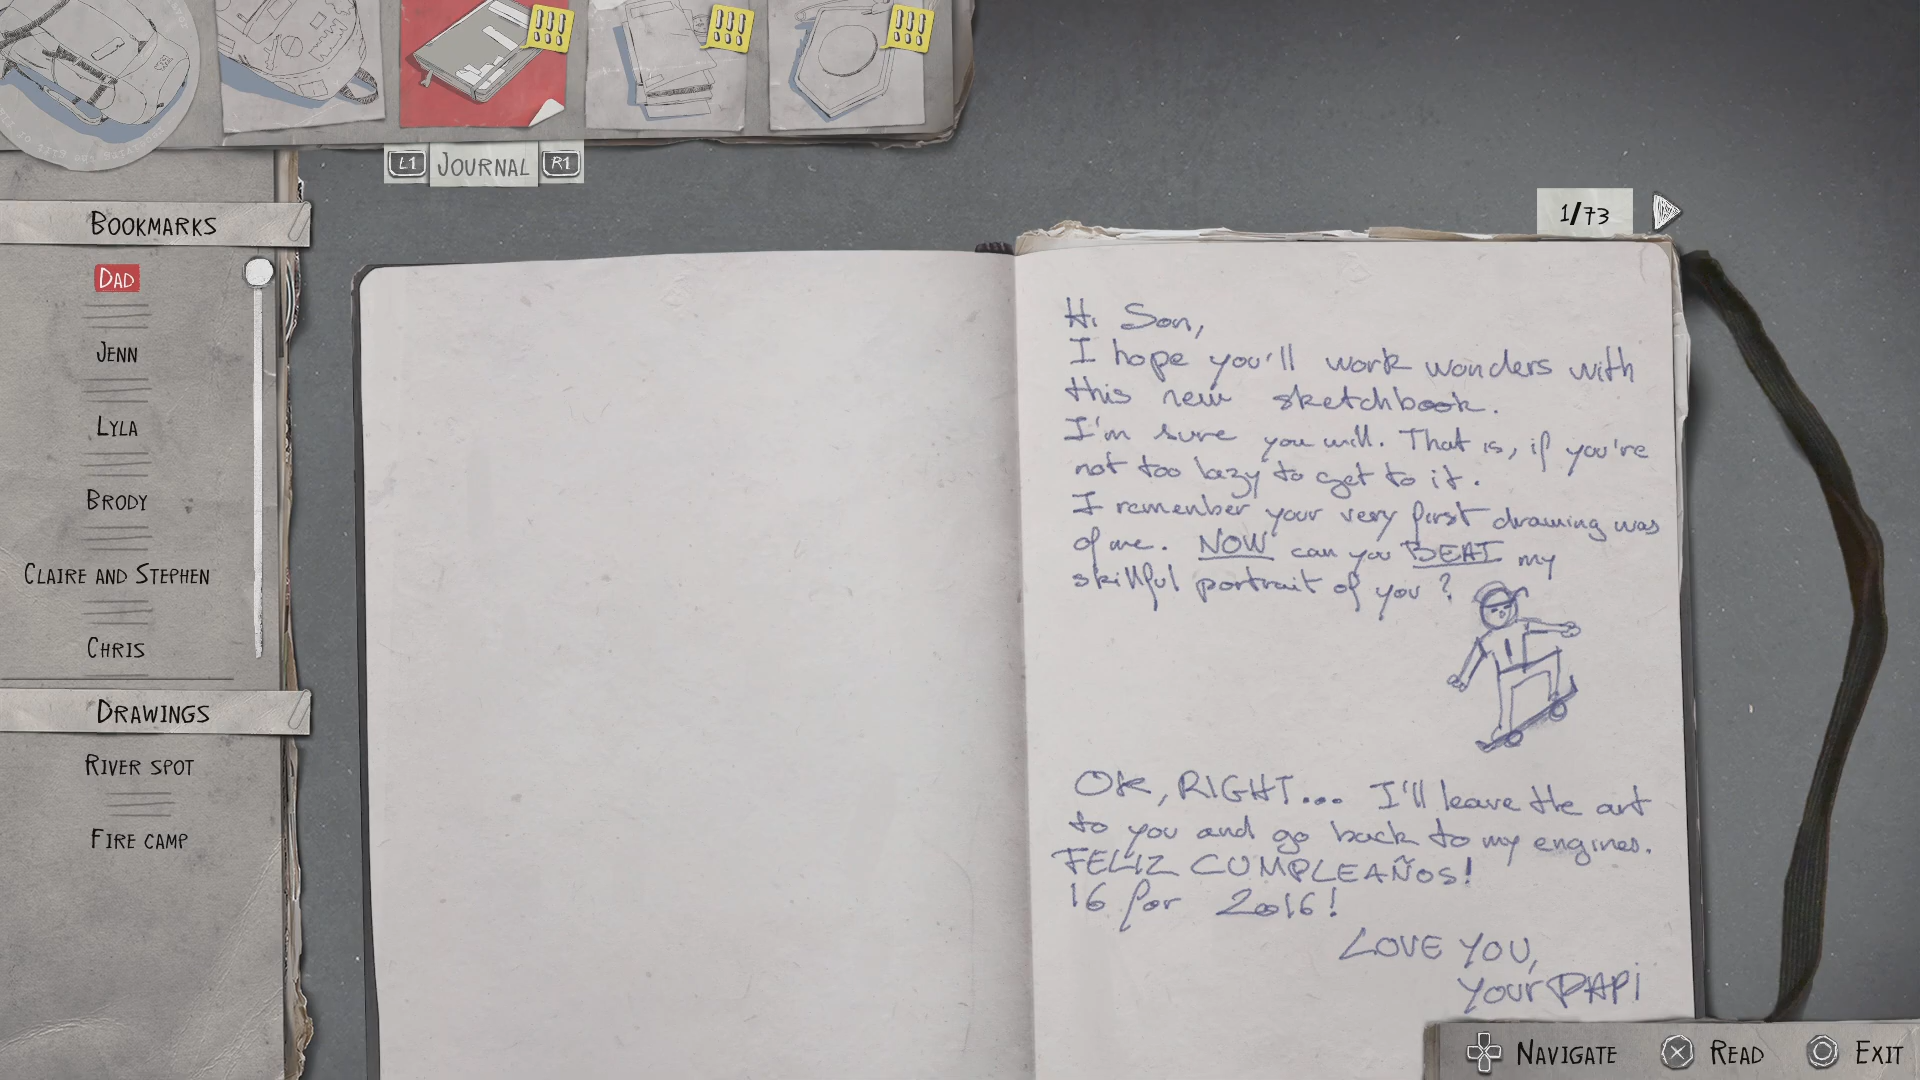 L1 JOURNAL R1
BOOKMARKS
DAD
JENN
LYLA
BRODY
CLAIRE AND STEPHEN
CHRIS
DRAWINGS
RIVER SPOT
FIRE CAMP
1/73
Hi Son,
I hope you'll work wonders with
this new sketchbook.
I'm sure you will. That is, if you're
not too lazy to get to it.
I remember your very first drawing was
of me. NOW can you BEAT my
skillful portrait of you?
OK, RIGHT... I'll leave the art
to you and go back to my engines.
FELIZ CUMPLEAÑOS!
16 for 2016!
LOVE YOU,
your PAPI
NAVIGATE READ EXIT